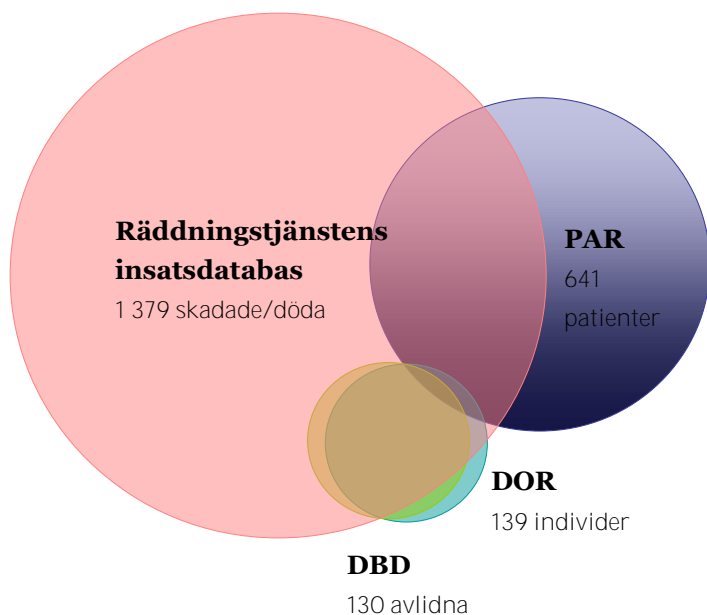 Räddningstjänstens
insatsdatabas
1 379 skadade/döda
PAR
641
patienter
DOR
139 individer
DBD
130 avlidna